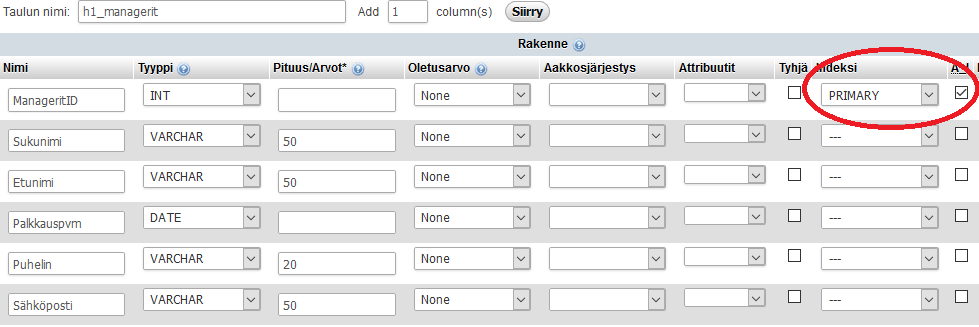 Taulun nimi: h1_managerit Add 1 column(s) Siirry
Rakenne
Nimi Tyyppi Pituus/Arvot* Oletusarvo Aakkosjärjestys Attribuutit Tyhjä Indeksi A_I
ManageritID INT None PRIMARY
Sukunimi VARCHAR 50 None ---
Etunimi VARCHAR 50 None ---
Palkkauspvm DATE None ---
Puhelin VARCHAR 20 None ---
Sähköposti VARCHAR 50 None ---